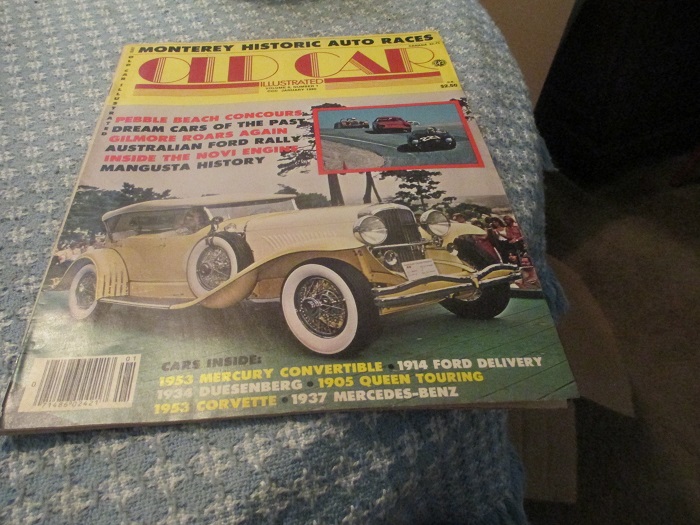 MONTEREY HISTORIC AUTO RACES
OLD CAR
ILLUSTRATED
$2.50
PEBBLE BEACH CONCOURS
DREAM CARS OF THE PAST
GILMORE ROARS AGAIN
AUSTRALIAN FORD RALLY
INSIDE THE NOVI ENGINE
MANGUSTA HISTORY
CARS INSIDE:
1953 MERCURY CONVERTIBLE • 1914 FORD DELIVERY
1934 DUESENBERG • 1905 QUEEN TOURING
1953 CORVETTE • 1937 MERCEDES-BENZ
01